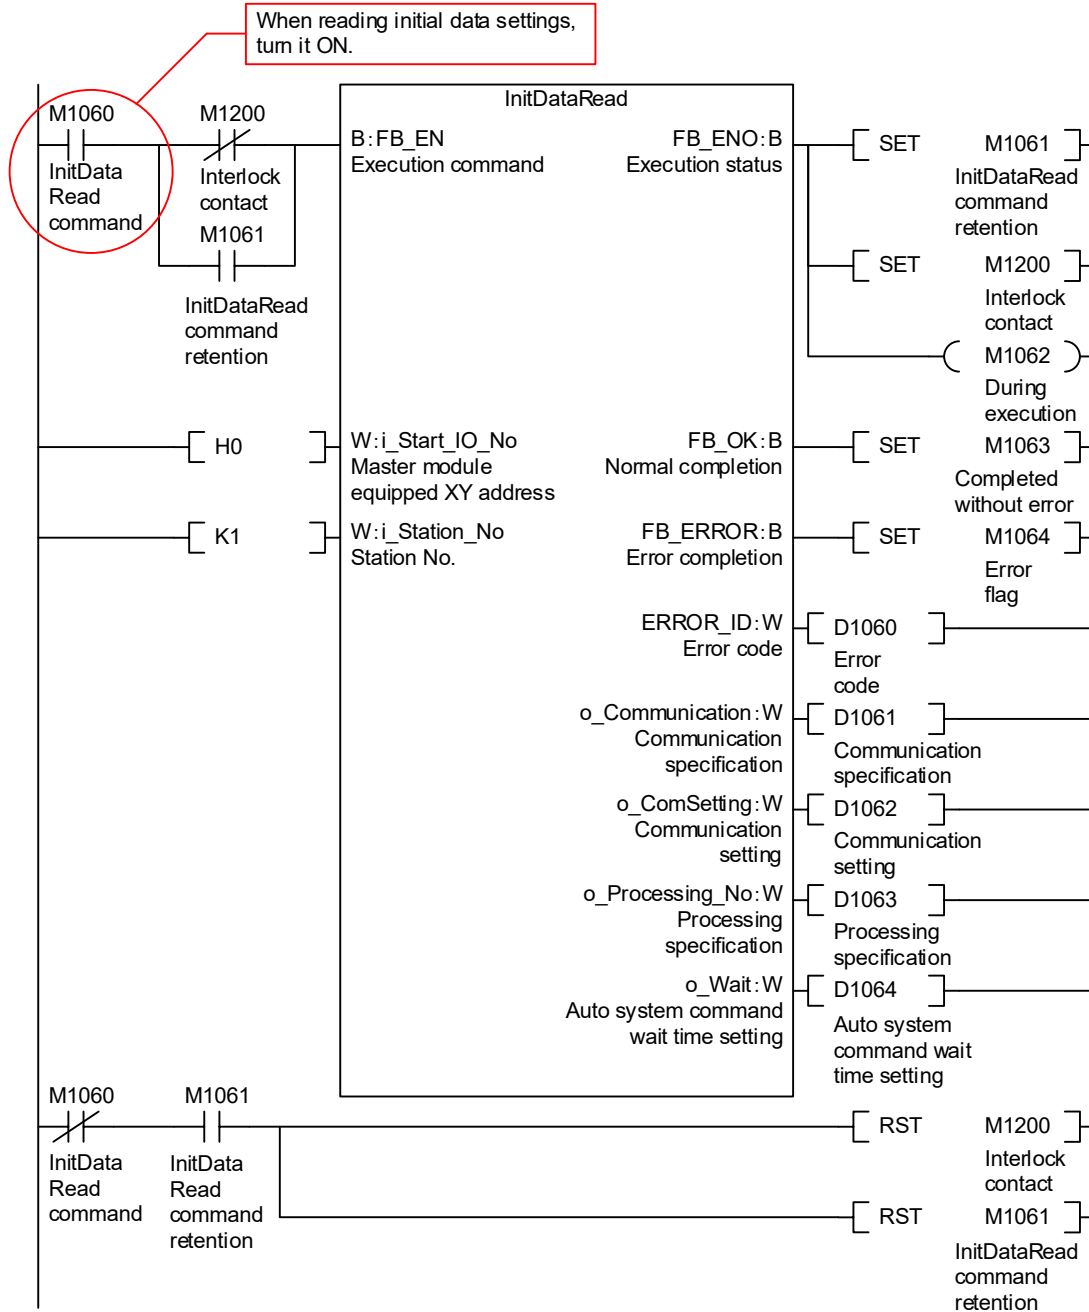 When reading initial data settings,
turn it ON.
InitDataRead
M1060
M1200
B:FB_EN
FB_ENO:B
SET M1061
InitData
Read
command
Interlock
contact
Execution command
Execution status
InitDataRead
command
retention
M1061
InitDataRead
command
retention
SET M1200
Interlock
contact
M1062
During
execution
H0
W:i_Start_IO_No
Master module
equipped XY address
FB_OK:B
Normal completion
SET M1063
Completed
without error
K1
W:i_Station_No
Station No.
FB_ERROR:B
Error completion
SET M1064
Error
flag
ERROR_ID:W
Error code
D1060
Error
code
o_Communication:W
Communication
specification
D1061
Communication
specification
o_ComSetting:W
Communication
setting
D1062
Communication
setting
o_Processing_No:W
Processing
specification
D1063
Processing
specification
o_Wait:W
Auto system command
wait time setting
D1064
Auto system
command wait
time setting
M1060
M1061
RST M1200
InitData
Read
command
InitData
Read
command
retention
Interlock
contact
RST M1061
InitDataRead
command
retention